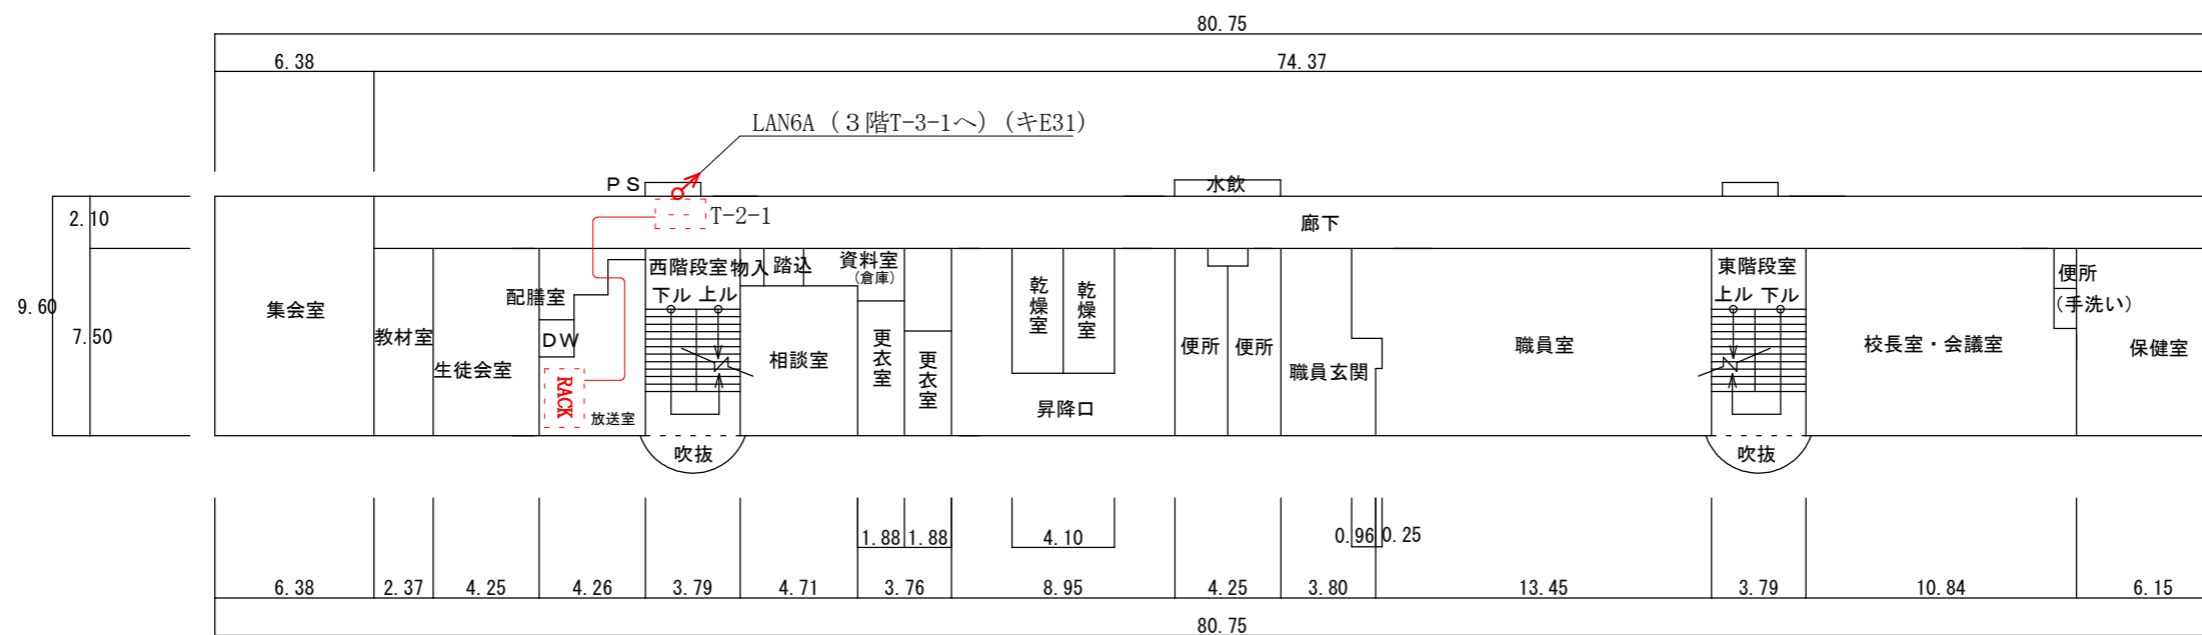 80.75
6.38
74.37
LAN6A（３階T-3-1へ）（キE31）
ＰＳ
水飲
2.10
T-2-1
廊下
西階段室
物入
踏込
資料室
（倉庫）
東階段室
便所
（手洗い）
下ル
上ル
上ル
下ル
配膳室
乾燥室
乾燥室
9.60
7.50
集会室
教材室
ＤＷ
生徒会室
相談室
更衣室
更衣室
便所
便所
職員玄関
職員室
校長室・会議室
保健室
RACK
放送室
昇降口
吹抜
吹抜
1.88
1.88
4.10
0.96
0.25
6.38
2.37
4.25
4.26
3.79
4.71
3.76
8.95
4.25
3.80
13.45
3.79
10.84
6.15
80.75